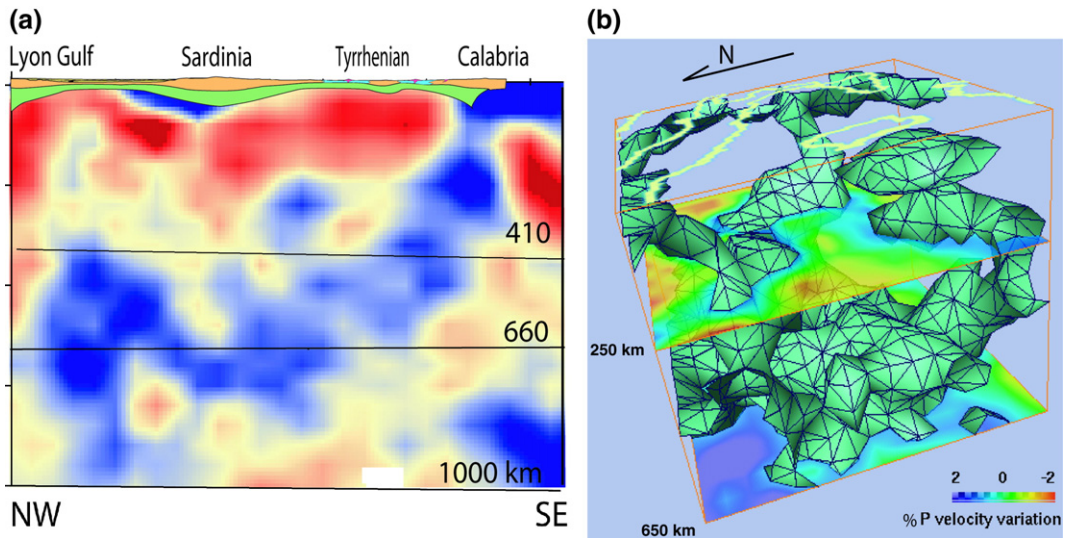 (a)
Lyon Gulf Sardinia Tyrrhenian Calabria
410
660
1000 km
NW SE
(b)
N
250 km
650 km
2 0 -2
% P velocity variation